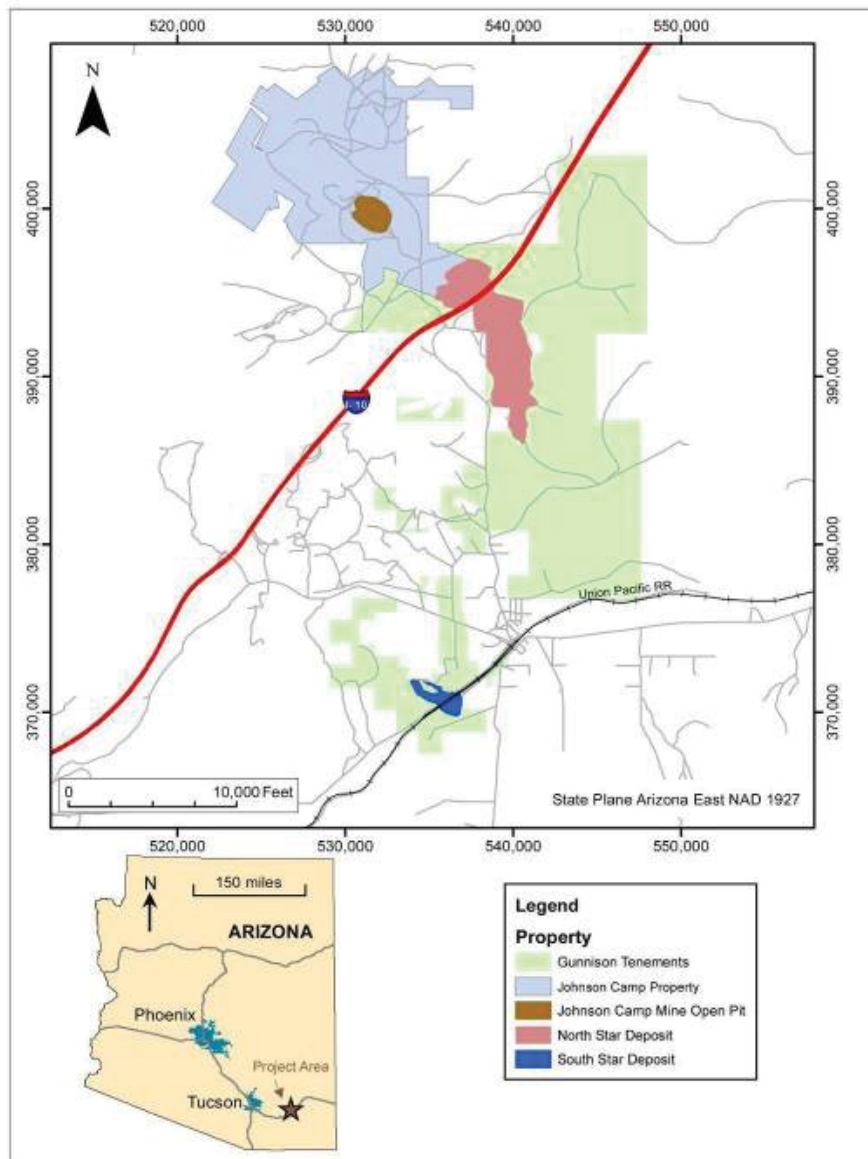 520,000 530,000 540,000 550,000
N
400,000 400,000
390,000 390,000
I-10
380,000 380,000
Union Pacific RR
370,000 370,000
0 10,000 Feet
State Plane Arizona East NAD 1927
520,000 530,000 540,000 550,000
N
150 miles
ARIZONA
Phoenix
Project Area
Tucson
Legend
Property
Gunnison Tenements
Johnson Camp Property
Johnson Camp Mine Open Pit
North Star Deposit
South Star Deposit